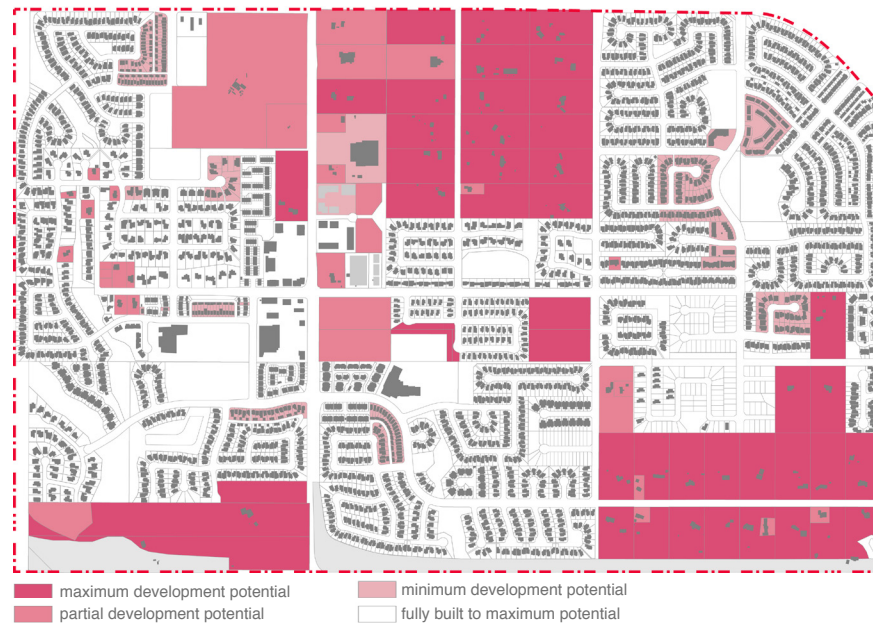 maximum development potential
minimum development potential
partial development potential
fully built to maximum potential